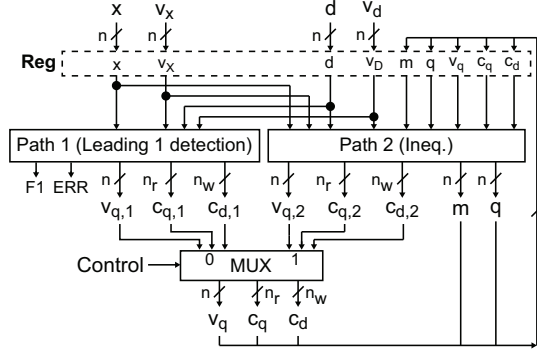 x v_x d v_d
n n n n
Reg x v_X d v_D m q v_q c_q c_d
Path 1 (Leading 1 detection) Path 2 (Ineq.)
F1 ERR n n_r n_w n n_r n_w n n
v_q,1 c_q,1 c_d,1 v_q,2 c_q,2 c_d,2 m q
0 1
Control MUX
n n_r n_w
v_q c_q c_d